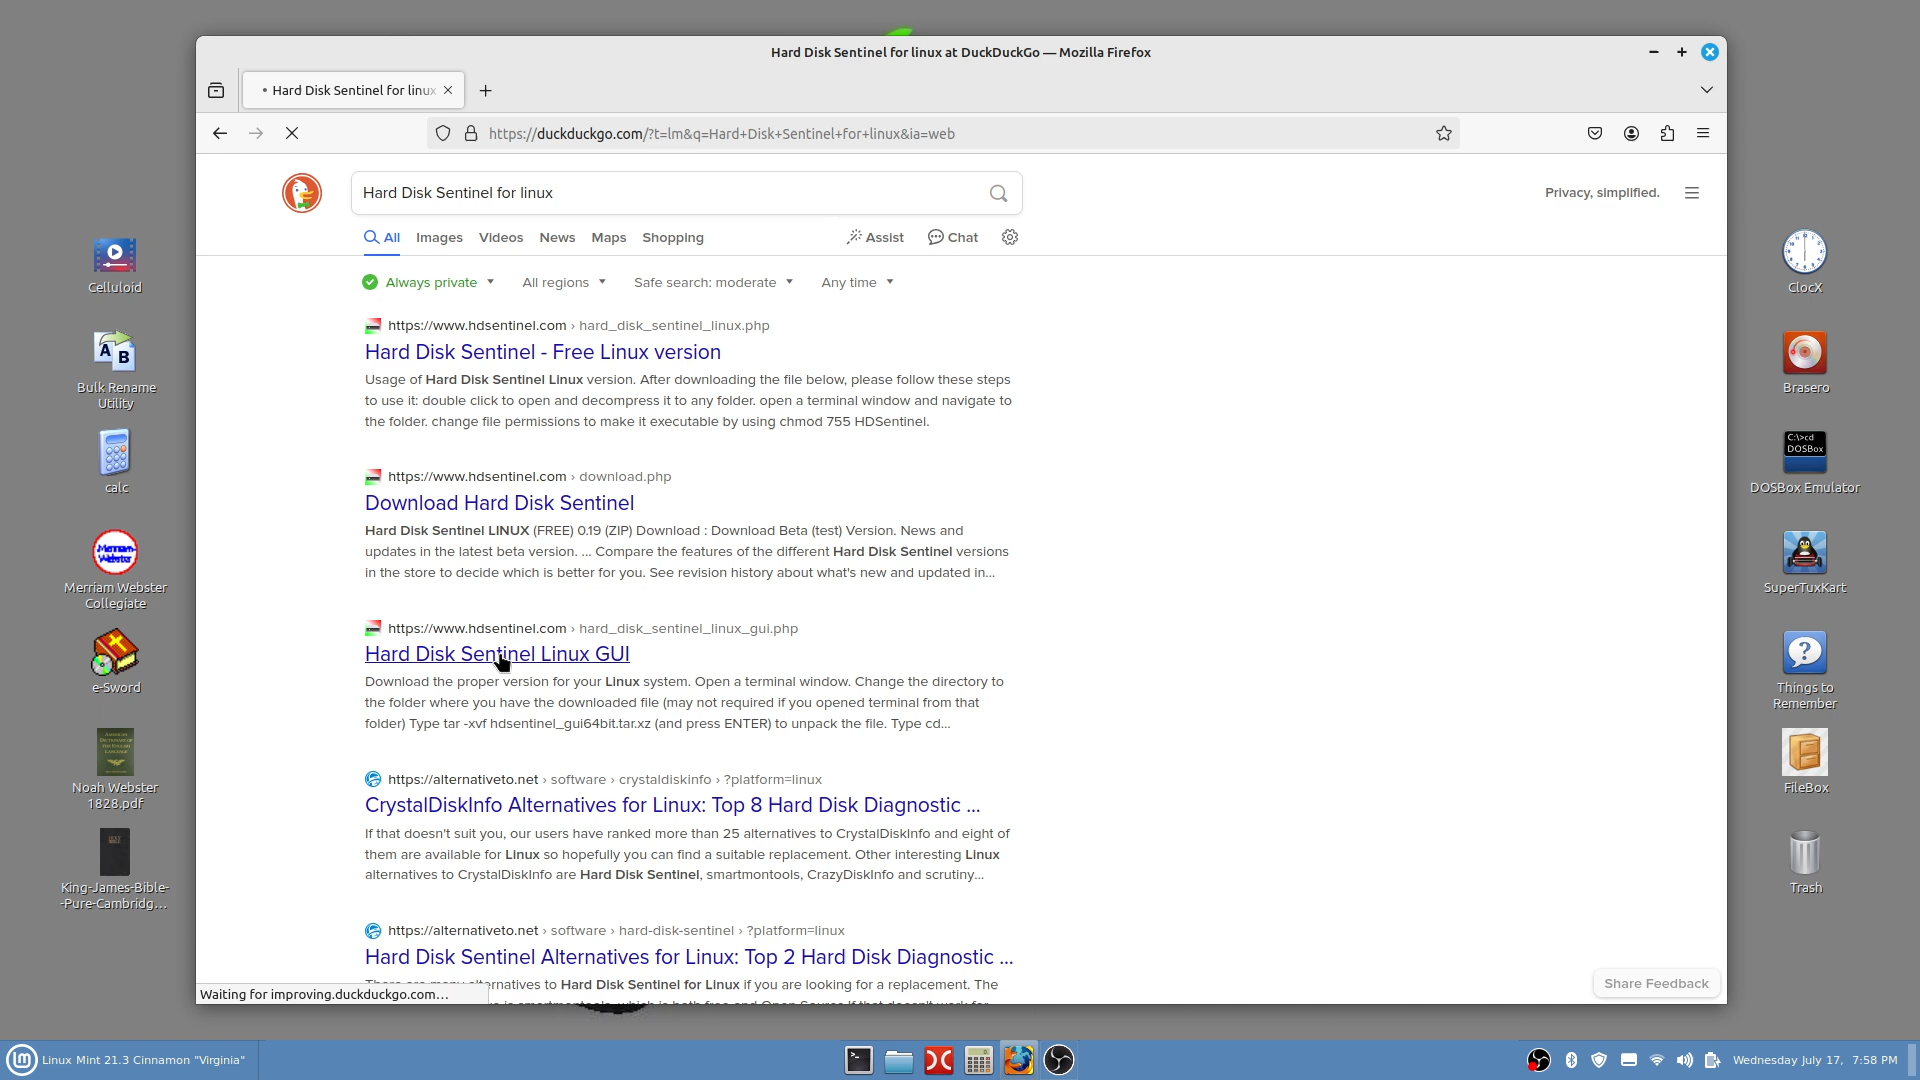 Hard Disk Sentinel for linux at DuckDuckGo — Mozilla Firefox
Hard Disk Sentinel for linux
https://duckduckgo.com/?t=lm&q=Hard+Disk+Sentinel+for+linux&ia=web
Hard Disk Sentinel for linux
Privacy, simplified.
All Images Videos News Maps Shopping Assist Chat
Always private All regions Safe search: moderate Any time
https://www.hdsentinel.com › hard_disk_sentinel_linux.php
Hard Disk Sentinel - Free Linux version
Usage of Hard Disk Sentinel Linux version. After downloading the file below, please follow these steps
to use it: double click to open and decompress it to any folder. open a terminal window and navigate to
the folder. change file permissions to make it executable by using chmod 755 HDSentinel.
https://www.hdsentinel.com › download.php
Download Hard Disk Sentinel
Hard Disk Sentinel LINUX (FREE) 0.19 (ZIP) Download : Download Beta (test) Version. News and
updates in the latest beta version. ... Compare the features of the different Hard Disk Sentinel versions
in the store to decide which is better for you. See revision history about what's new and updated in...
https://www.hdsentinel.com › hard_disk_sentinel_linux_gui.php
Hard Disk Sentinel Linux GUI
Download the proper version for your Linux system. Open a terminal window. Change the directory to
the folder where you have the downloaded file (may not required if you opened terminal from that
folder) Type tar -xvf hdsentinel_gui64bit.tar.xz (and press ENTER) to unpack the file. Type cd...
https://alternativeto.net › software › crystaldiskinfo › ?platform=linux
CrystalDiskInfo Alternatives for Linux: Top 8 Hard Disk Diagnostic ...
If that doesn't suit you, our users have ranked more than 25 alternatives to CrystalDiskInfo and eight of
them are available for Linux so hopefully you can find a suitable replacement. Other interesting Linux
alternatives to CrystalDiskInfo are Hard Disk Sentinel, smartmontools, CrazyDiskInfo and scrutiny...
https://alternativeto.net › software › hard-disk-sentinel › ?platform=linux
Hard Disk Sentinel Alternatives for Linux: Top 2 Hard Disk Diagnostic ...
Hard Disk Sentinel for Linux if you are looking for a replacement. The
Waiting for improving.duckduckgo.com...
Share Feedback
Celluloid
A B
Bulk Rename
Utility
calc
Merriam-
Webster
Merriam Webster
Collegiate
e-Sword
Noah Webster
1828.pdf
King-James-Bible-
-Pure-Cambridg...
ClocX
Brasero
C:\>cd
DOSBox
DOSBox Emulator
SuperTuxKart
Things to
Remember
FileBox
Trash
Linux Mint 21.3 Cinnamon "Virginia"
Wednesday July 17, 7:58 PM